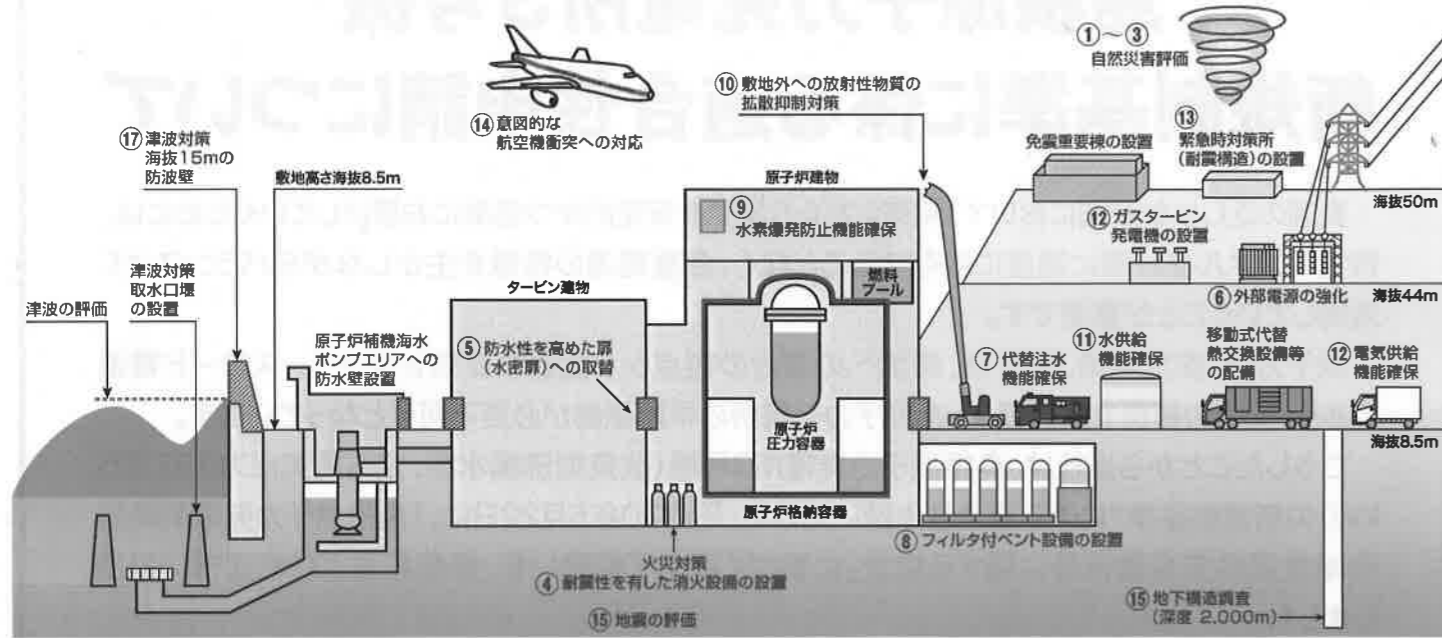 ①～③
自然災害評価
⑩敷地外への放射性物質の
拡散抑制対策
⑭意図的な
航空機衝突への対応
⑰津波対策
海抜15mの
防波壁
敷地高さ海抜8.5m
免震重要棟の設置
⑬
緊急時対策所
(耐震構造)の設置
原子炉建物
海抜50m
⑨
水素爆発防止機能確保
⑫ガスタービン
発電機の設置
津波対策
取水口堰
の設置
燃料
プール
タービン建物
⑥外部電源の強化
海抜44m
津波の評価
原子炉補機海水
ポンプエリアへの
防水壁設置
⑤防水性を高めた扉
(水密扉)への取替
⑦代替注水
機能確保
⑪水供給
機能確保
移動式代替
熱交換設備等
の配備
⑫電気供給
機能確保
原子炉
圧力容器
海抜8.5m
原子炉格納容器
⑧フィルタ付ベント設備の設置
火災対策
④耐震性を有した消火設備の設置
⑮地震の評価
⑮地下構造調査
(深度 2,000m)